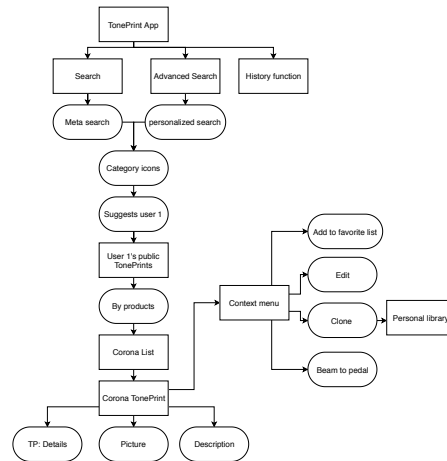 TonePrint App
Search
Advanced Search
History function
Meta search
personalized search
Category icons
Suggests user 1
User 1's public
TonePrints
By products
Corona List
Corona TonePrint
TP: Details
Picture
Description
Context menu
Add to favorite list
Edit
Clone
Personal library
Beam to pedal